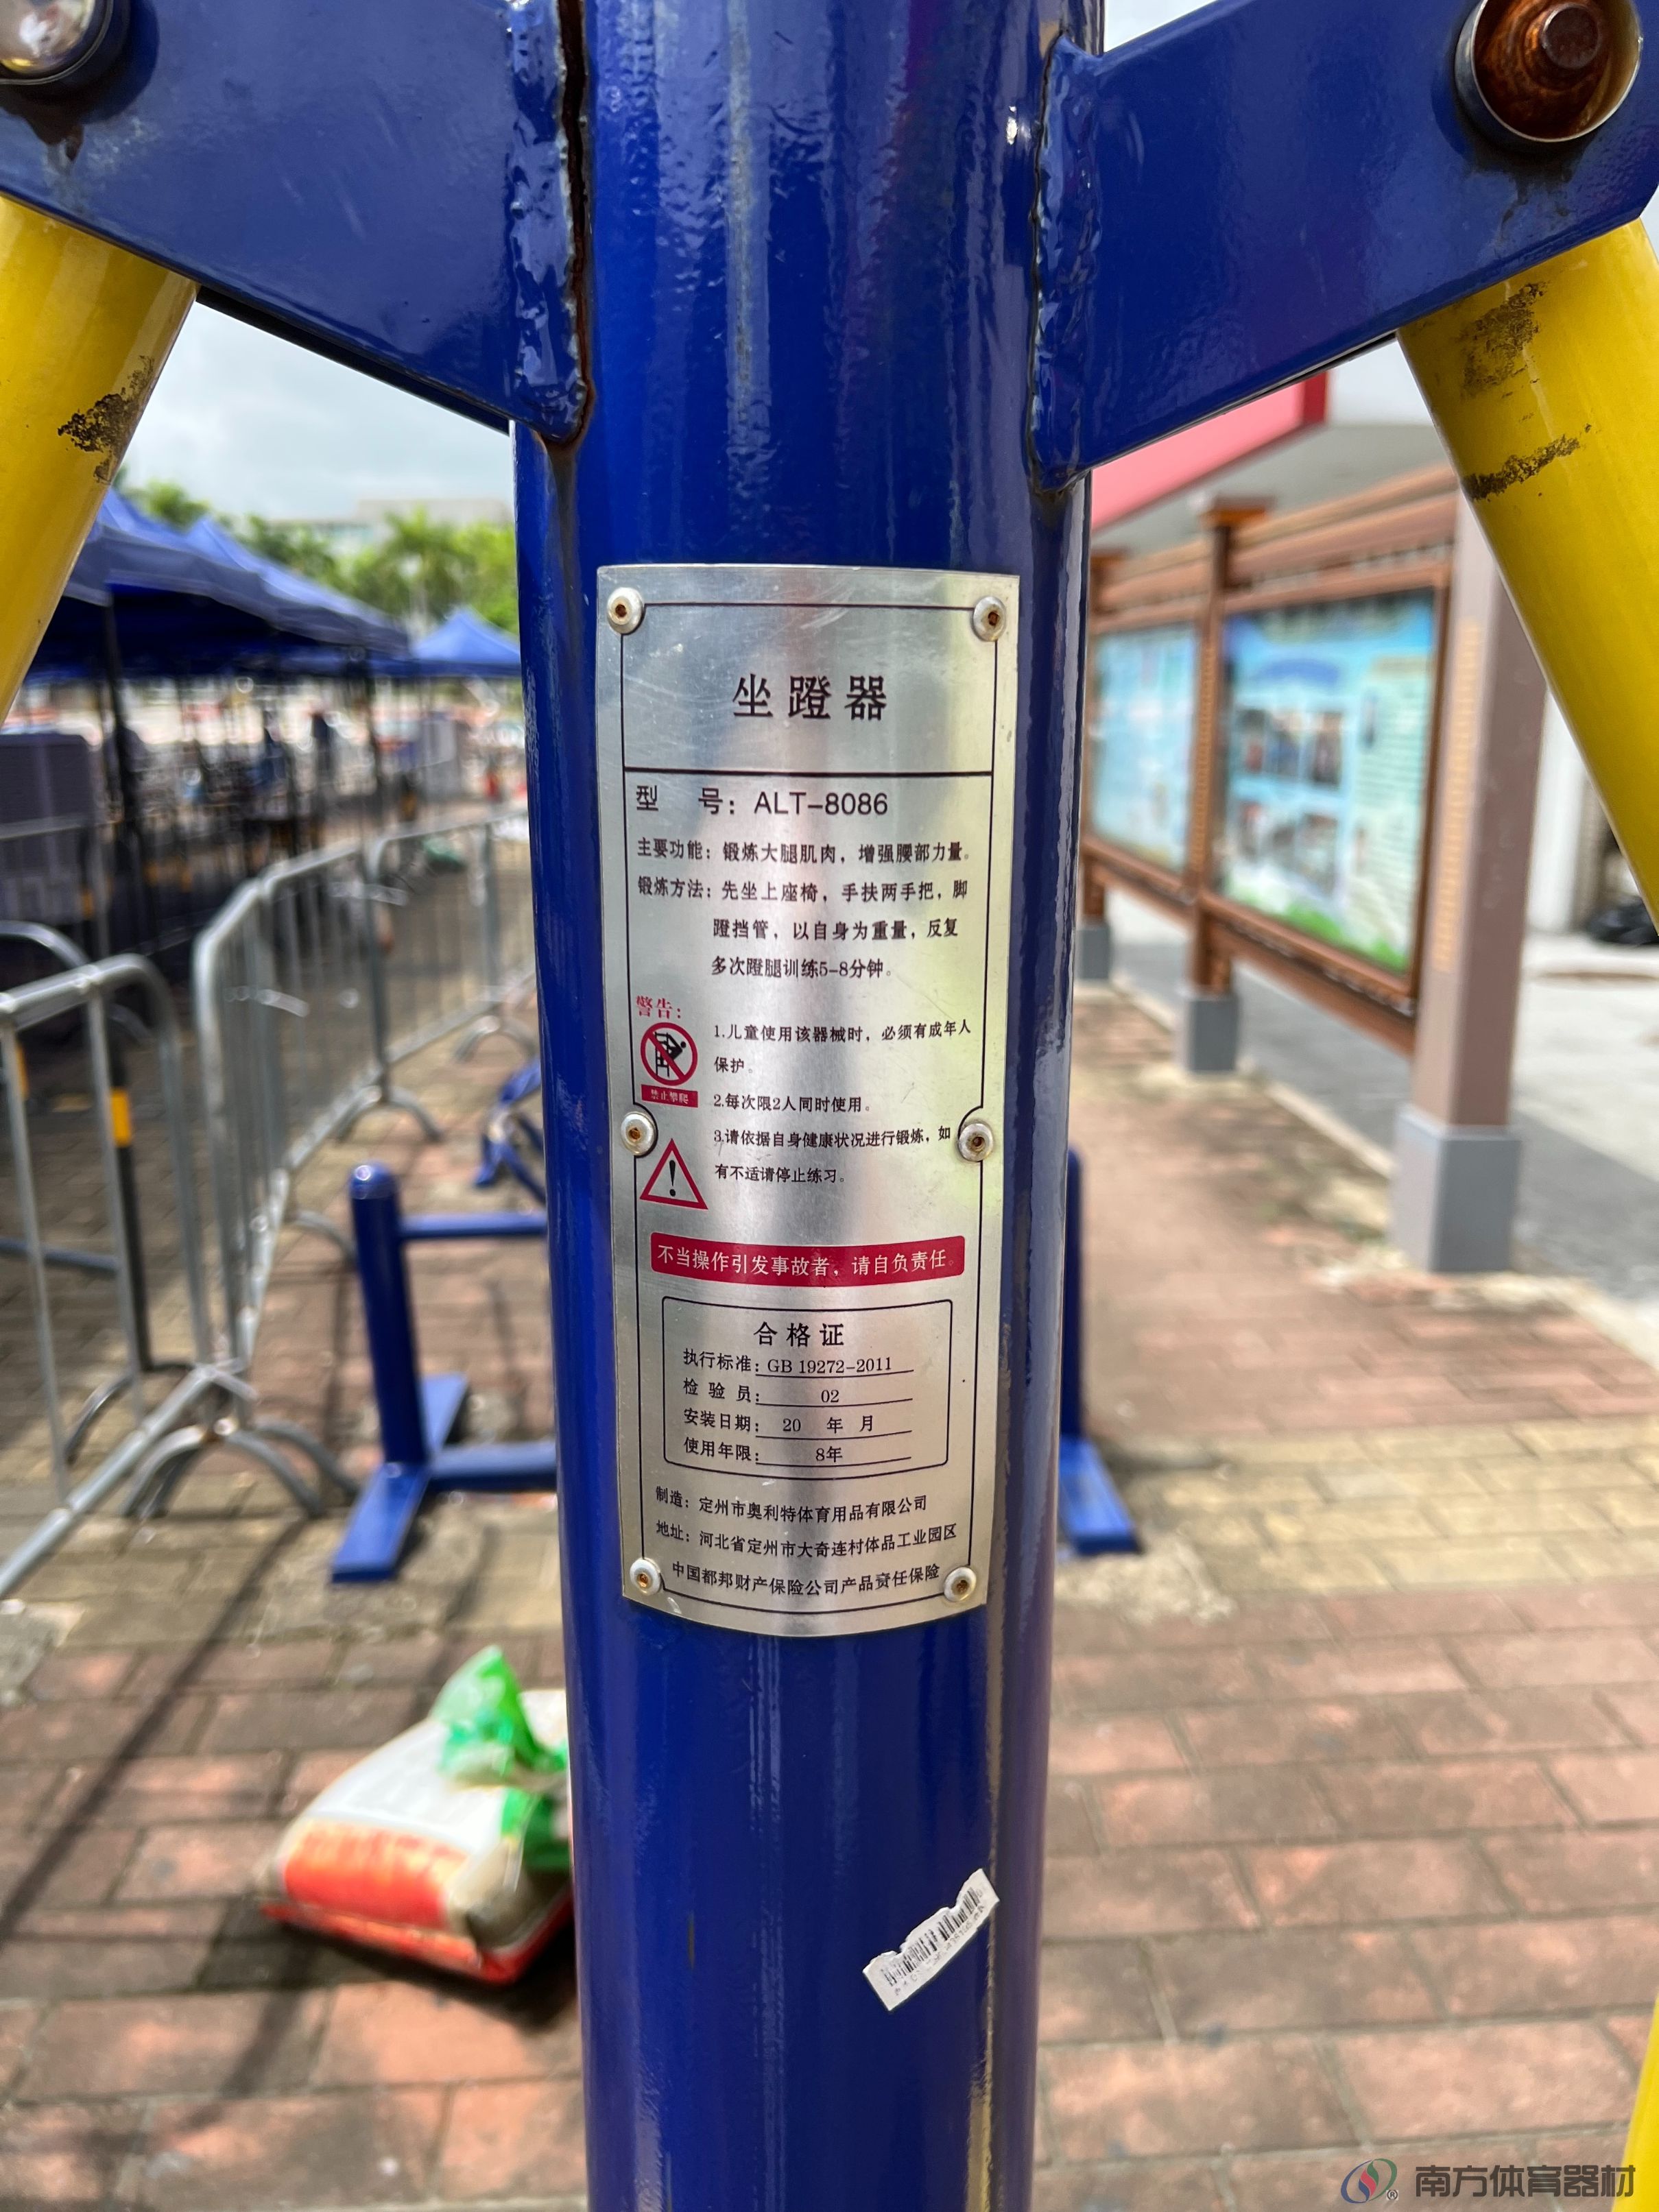 坐蹬器
型 号：ALT-8086
主要功能：锻炼大腿肌肉，增强腰部力量。
锻炼方法：先坐上座椅，手扶两手把，脚
蹬挡管，以自身为重量，反复
多次蹬腿训练5-8分钟。
警告：
1.儿童使用该器械时，必须有成年人
保护。
禁止攀爬
2.每次限2人同时使用。
3.请依据自身健康状况进行锻炼，如
有不适请停止练习。
不当操作引发事故者，请自负责任。
合格证
执行标准：GB 19272-2011
检 验 员：02
安装日期：20 年 月
使用年限：8年
制造：定州市奥利特体育用品有限公司
地址：河北省定州市大奇连村体品工业园区
中国都邦财产保险公司产品责任保险
南方体育器材